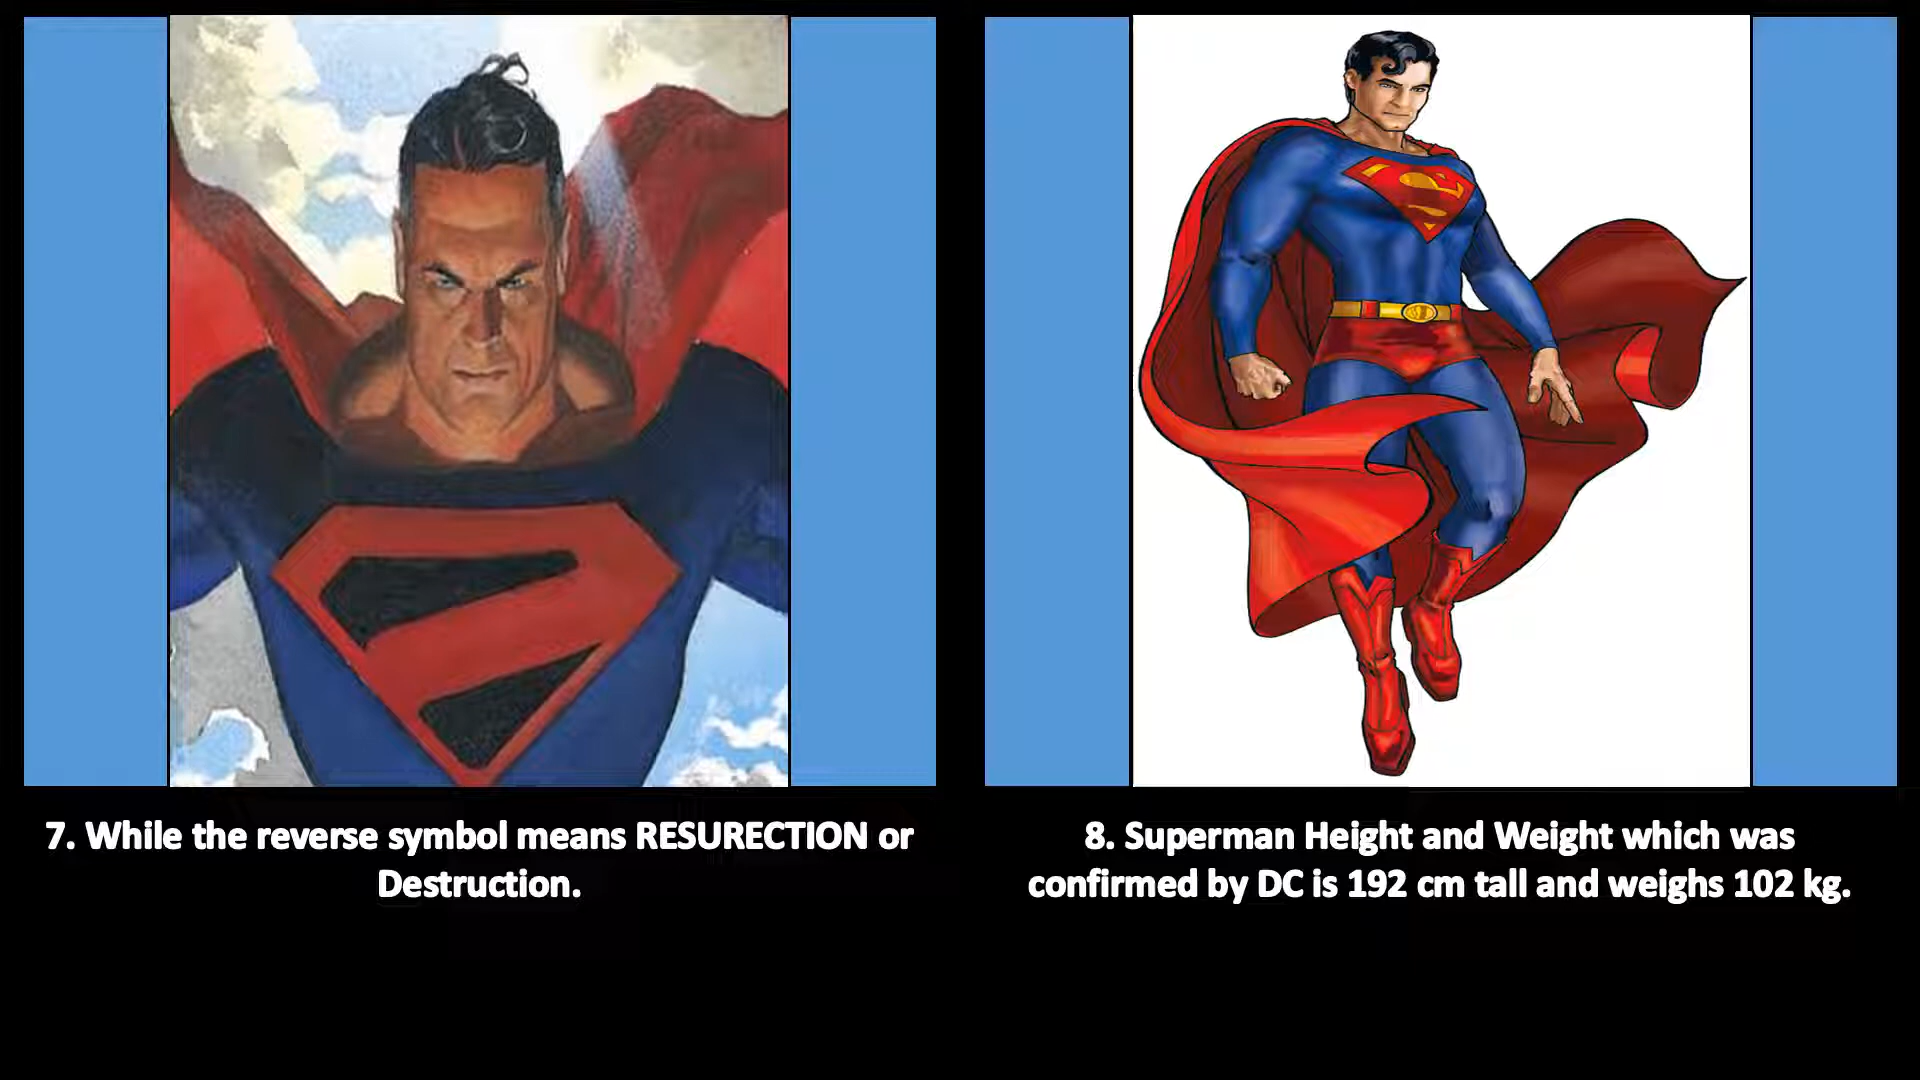 7. While the reverse symbol means RESURECTION or
Destruction.
8. Superman Height and Weight which was
confirmed by DC is 192 cm tall and weighs 102 kg.